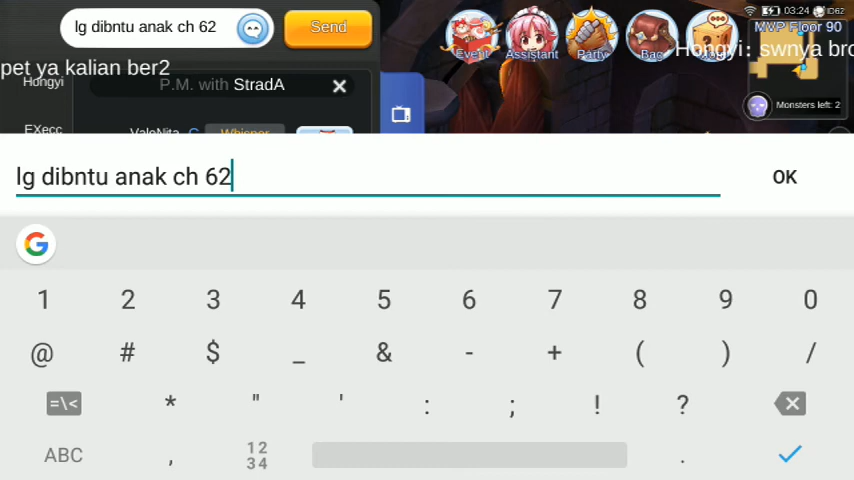 lg dibntu anak ch 62
Send
Event
Assistant
Party
Bag
03:24
ID62
MVP Floor 90
Hongyi: swnya bro
pet ya kalian ber2
Hongyi
P.M. with StradA
Monsters left: 2
EXecc
ValeNita
Whisper
lg dibntu anak ch 62
OK
1 2 3 4 5 6 7 8 9 0
@ # $ _ & - + ( ) /
=\< * " ' : ; ! ?
ABC , 12 34 .